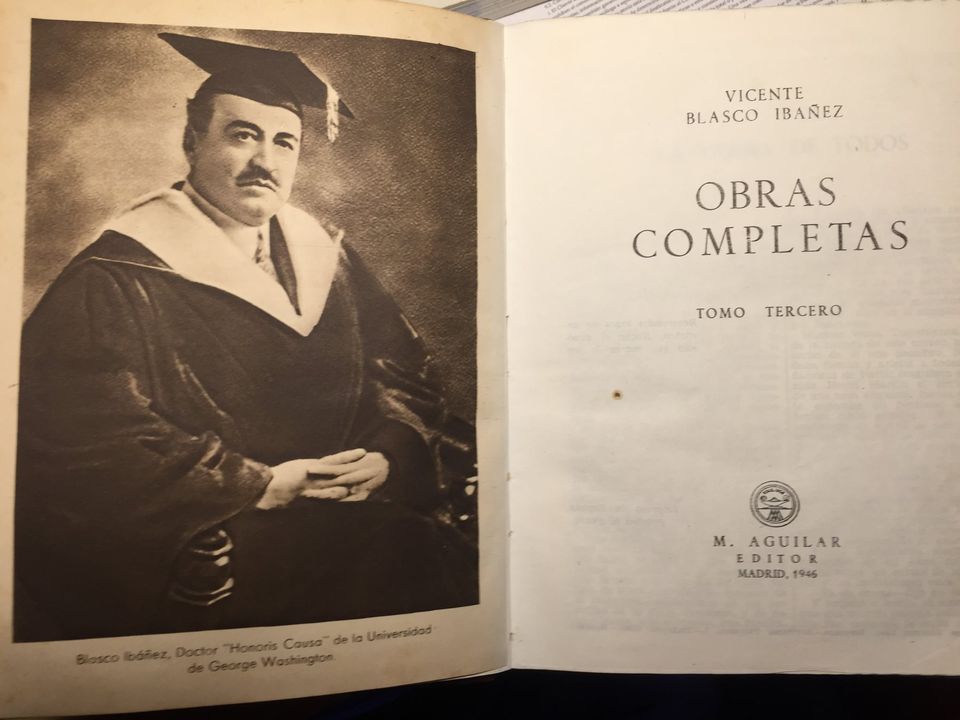 Blasco Ibáñez, Doctor "Honoris Causa" de la Universidad
de George Washington
VICENTE
BLASCO IBAÑEZ
OBRAS
COMPLETAS
TOMO TERCERO
M. AGUILAR
EDITOR
MADRID, 1946